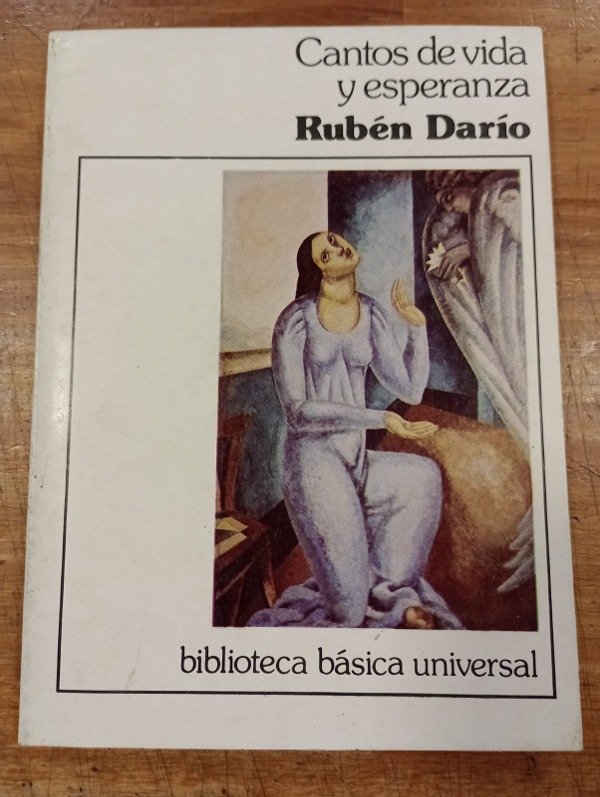 Cantos de vida
y esperanza
Rubén Darío
biblioteca básica universal